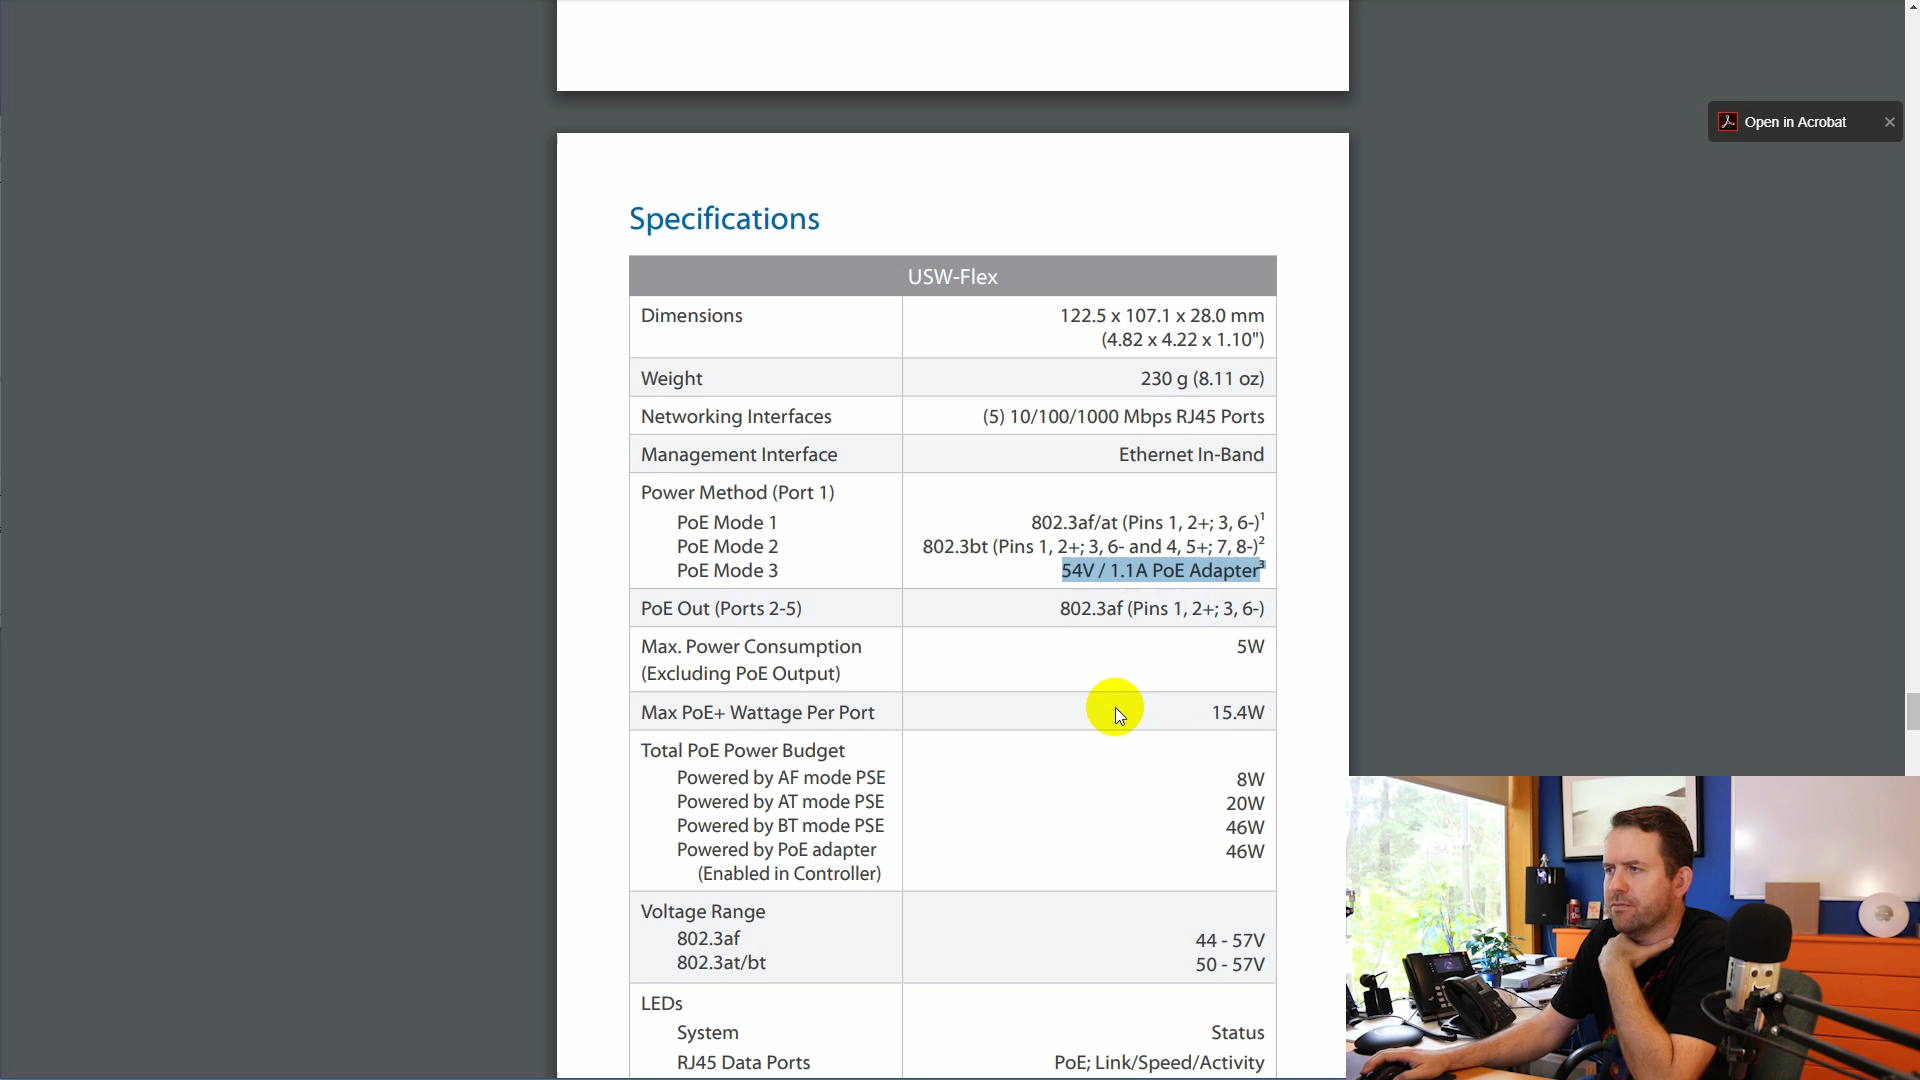 Open in Acrobat
Specifications
USW-Flex
Dimensions 122.5 x 107.1 x 28.0 mm
(4.82 x 4.22 x 1.10")
Weight 230 g (8.11 oz)
Networking Interfaces (5) 10/100/1000 Mbps RJ45 Ports
Management Interface Ethernet In-Band
Power Method (Port 1)
PoE Mode 1 802.3af/at (Pins 1, 2+; 3, 6-)¹
PoE Mode 2 802.3bt (Pins 1, 2+; 3, 6- and 4, 5+; 7, 8-)²
PoE Mode 3 54V / 1.1A PoE Adapter³
PoE Out (Ports 2-5) 802.3af (Pins 1, 2+; 3, 6-)
Max. Power Consumption 5W
(Excluding PoE Output)
Max PoE+ Wattage Per Port 15.4W
Total PoE Power Budget
Powered by AF mode PSE 8W
Powered by AT mode PSE 20W
Powered by BT mode PSE 46W
Powered by PoE adapter 46W
(Enabled in Controller)
Voltage Range
802.3af 44 - 57V
802.3at/bt 50 - 57V
LEDs
System Status
RJ45 Data Ports PoE; Link/Speed/Activity